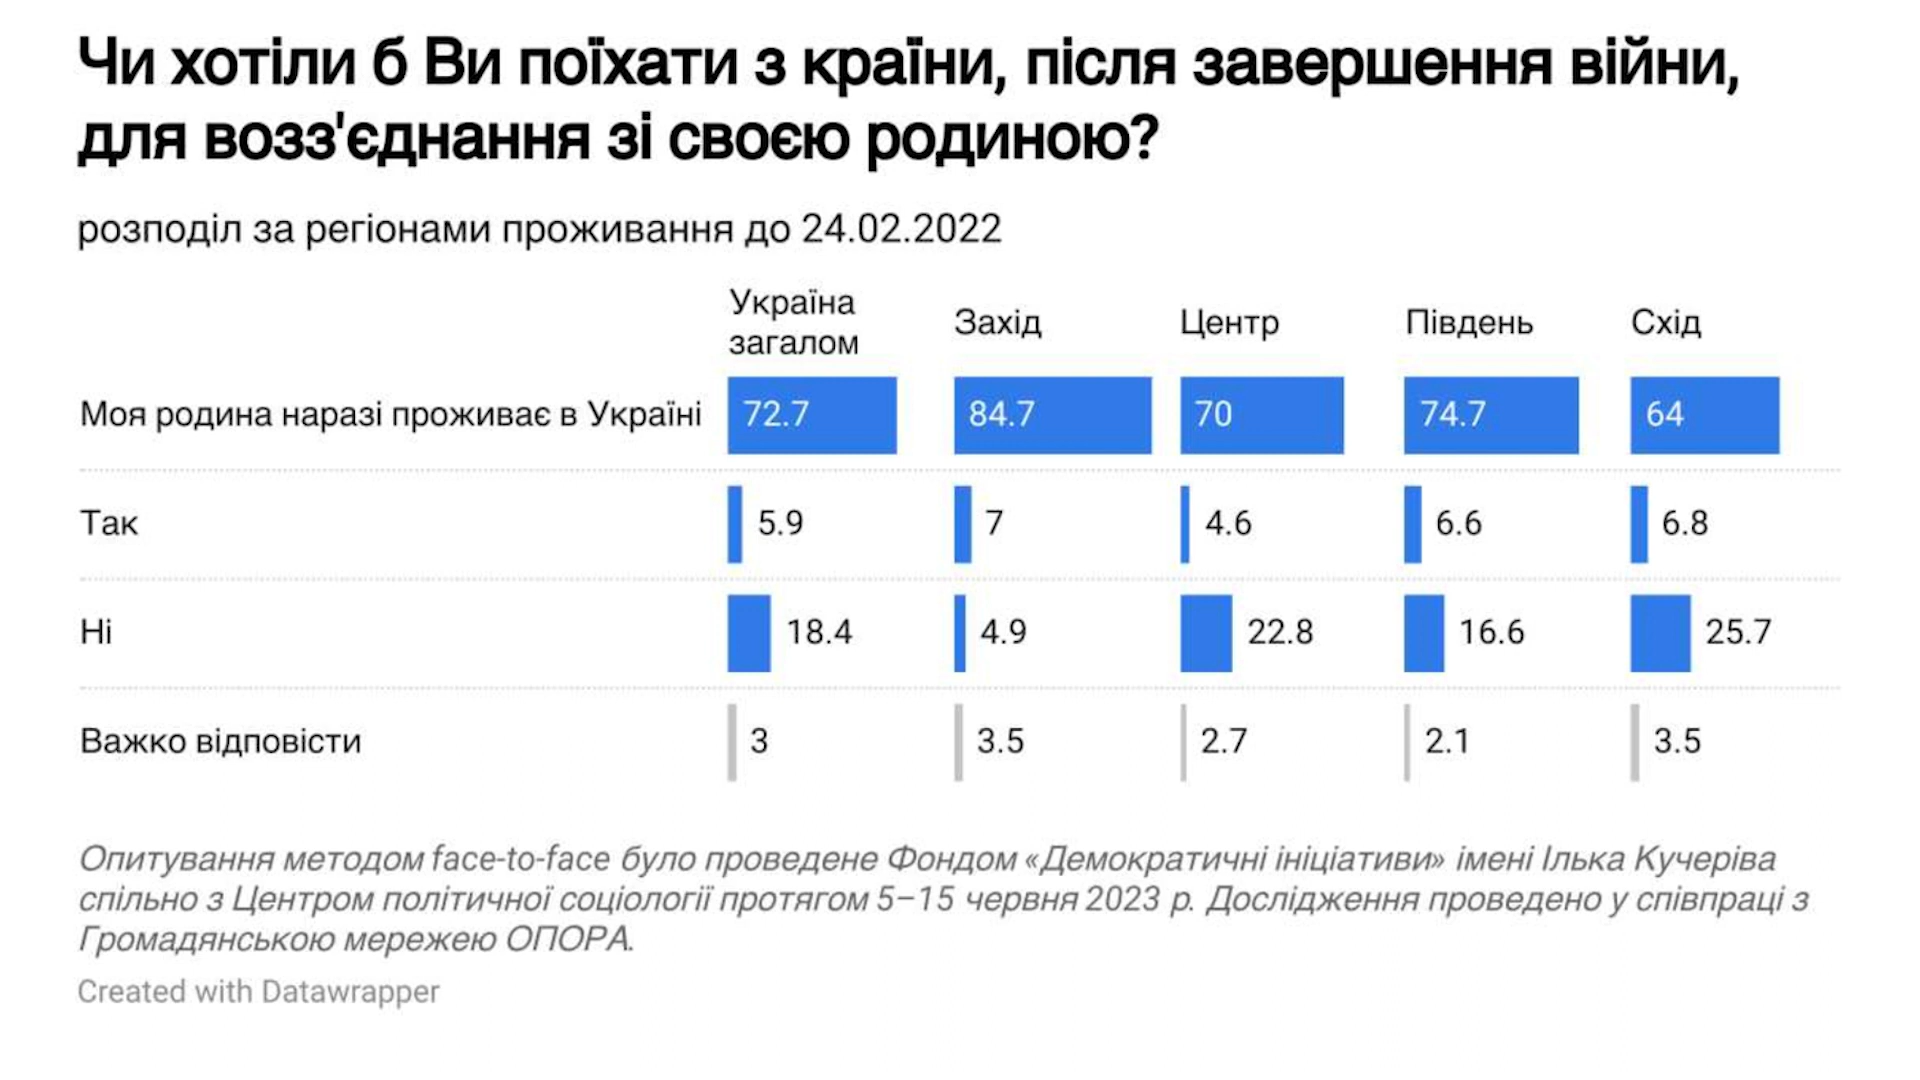 Чи хотіли б Ви поїхати з країни, після завершення війни,
для возз'єднання зі своєю родиною?
розподіл за регіонами проживання до 24.02.2022
Україна
загалом
Захід
Центр
Південь
Схід
Моя родина наразі проживає в Україні 72.7 84.7 70 74.7 64
Так 5.9 7 4.6 6.6 6.8
Ні 18.4 4.9 22.8 16.6 25.7
Важко відповісти 3 3.5 2.7 2.1 3.5
Опитування методом face-to-face було проведене Фондом «Демократичні ініціативи» імені Ілька Кучеріва
спільно з Центром політичної соціології протягом 5–15 червня 2023 р. Дослідження проведено у співпраці з
Громадянською мережею ОПОРА.
Created with Datawrapper